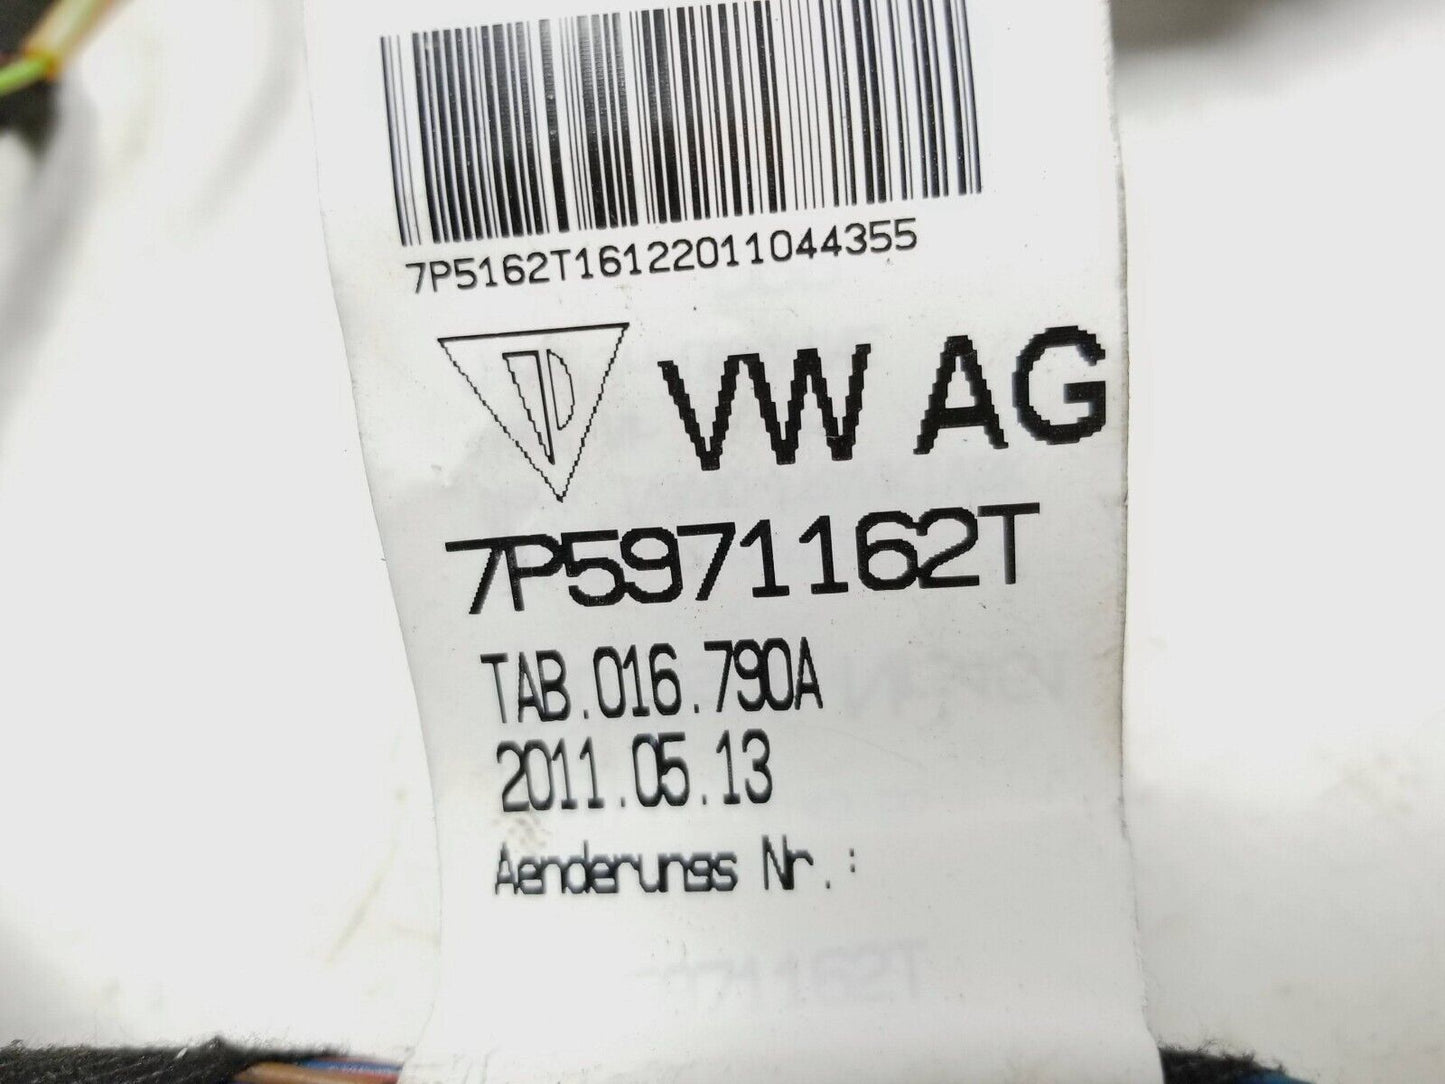 7P5162T16122011044355
VW AG
7P5971162T
TAB.016.790A
2011.05.13
Aenderungs Nr.: